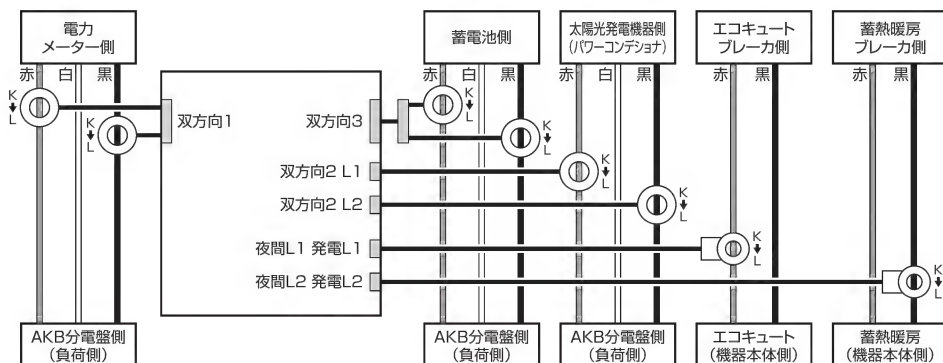 電力
メーター側
蓄電池側
太陽光発電機器側
(パワーコンデショナ)
エコキュート
ブレーカ側
蓄熱暖房
ブレーカ側
赤 白 黒
赤 白 黒
赤 白 黒
赤 黒
赤 黒
K
L
K
L
双方向1
双方向3
K
L
K
L
双方向2 L1
K
L
双方向2 L2
K
L
夜間L1 発電L1
K
L
夜間L2 発電L2
K
L
AKB分電盤側
(負荷側)
AKB分電盤側
(負荷側)
AKB分電盤側
(負荷側)
エコキュート
(機器本体側)
蓄熱暖房
(機器本体側)